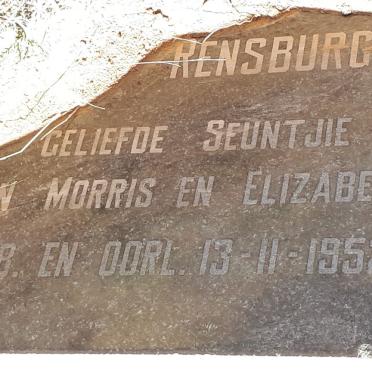 RENSBURG
GELIEFDE SEUNTJIE
MORRIS EN ELIZABE
B. EN OORL. 13-11-195